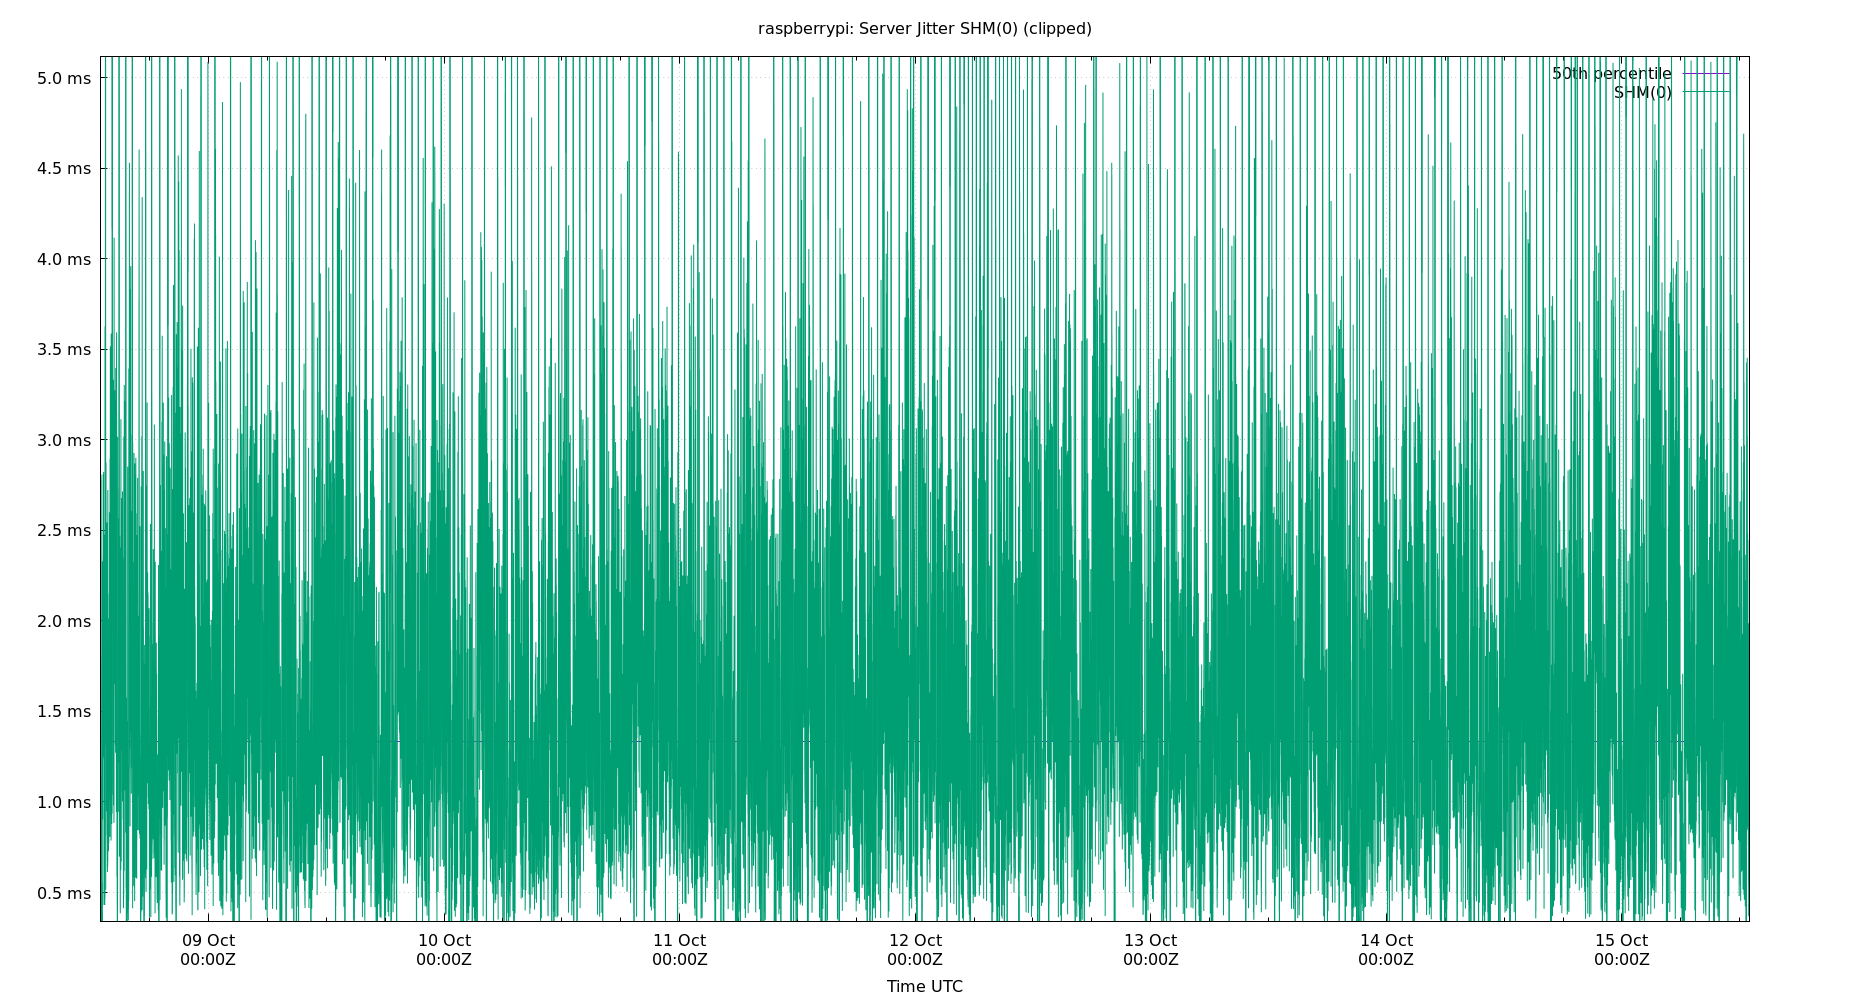 raspberrypi: Server Jitter SHM(0) (clipped)
50th percentile
SHM(0)
5.0 ms
4.5 ms
4.0 ms
3.5 ms
3.0 ms
2.5 ms
2.0 ms
1.5 ms
1.0 ms
0.5 ms
09 Oct 10 Oct 11 Oct 12 Oct 13 Oct 14 Oct 15 Oct
00:00Z 00:00Z 00:00Z 00:00Z 00:00Z 00:00Z 00:00Z
Time UTC